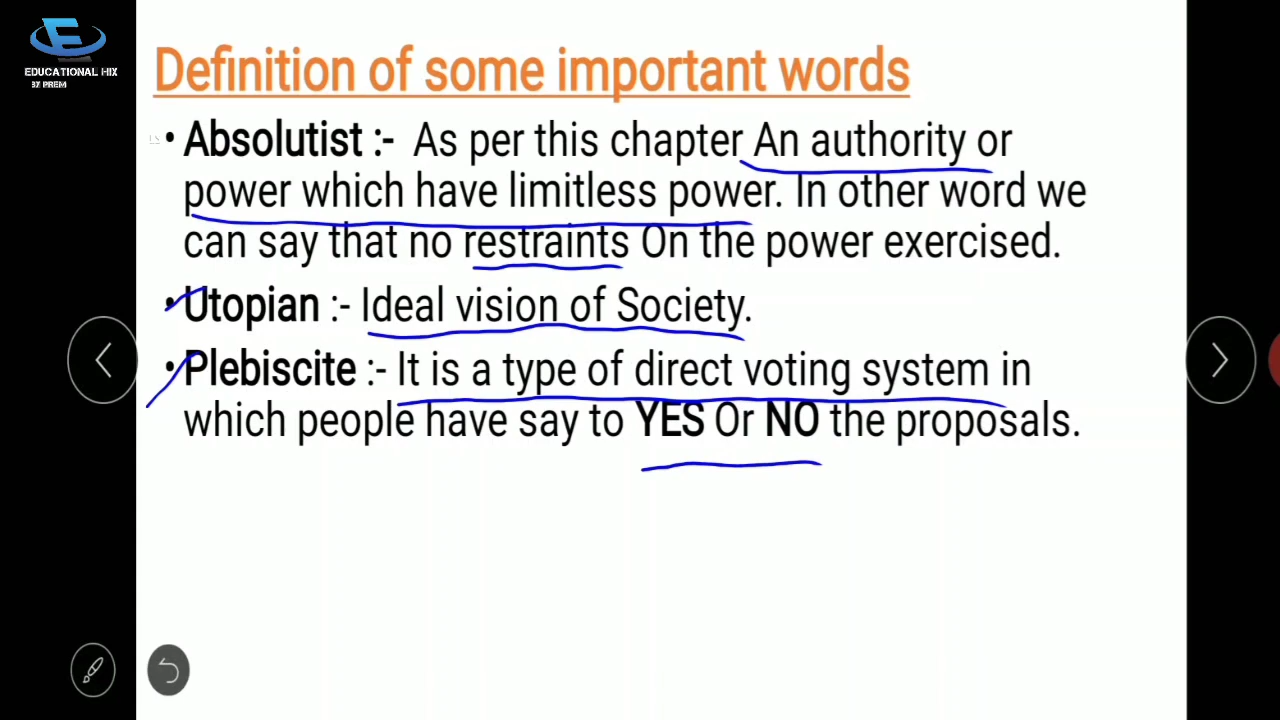 EDUCATIONAL HIX
BY PREM
Definition of some important words
• Absolutist :- As per this chapter An authority or
power which have limitless power. In other word we
can say that no restraints On the power exercised.
• Utopian :- Ideal vision of Society.
• Plebiscite :- It is a type of direct voting system in
which people have say to YES Or NO the proposals.